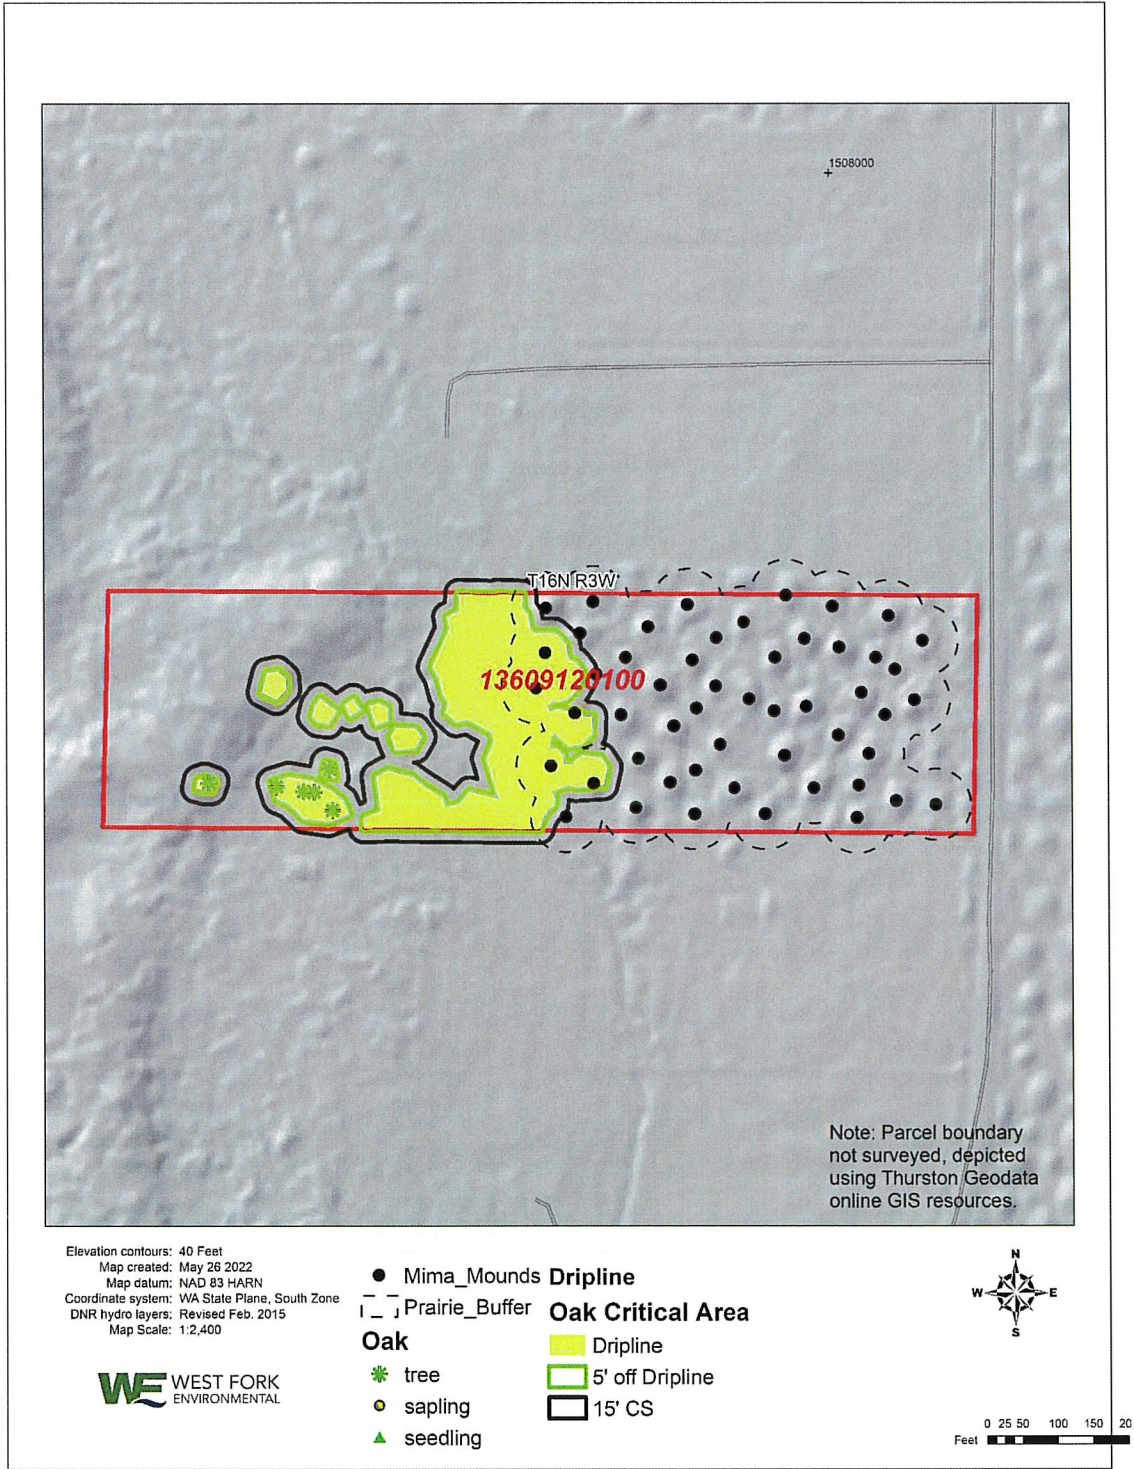 1508000
T16N R3W
13609120100
Note: Parcel boundary
not surveyed, depicted
using Thurston Geodata
online GIS resources.
Elevation contours: 40 Feet
Map created: May 26 2022
Map datum: NAD 83 HARN
Coordinate system: WA State Plane, South Zone
DNR hydro layers: Revised Feb. 2015
Map Scale: 1:2,400
WF WEST FORK
ENVIRONMENTAL
Mima_Mounds
Prairie_Buffer
Oak
tree
sapling
seedling
Dripline
Oak Critical Area
Dripline
5' off Dripline
15' CS
N
W E
S
0 25 50 100 150 20
Feet